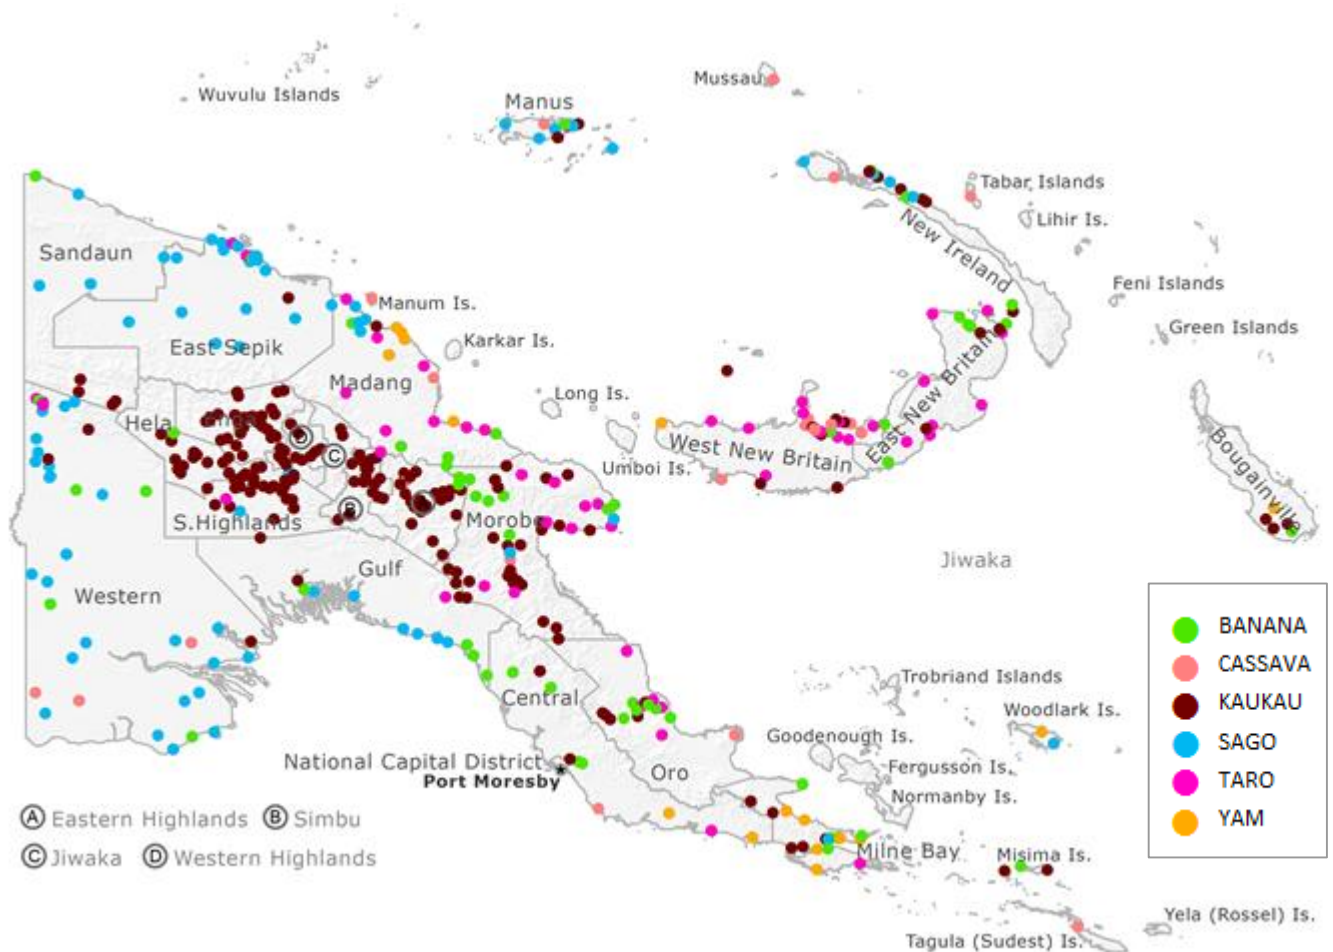 Mussau
Wuvulu Islands
Manus
Tabar Islands
Lihir Is.
New Ireland
Sandaun
Feni Islands
Manum Is.
Green Islands
East Sepik
Karkar Is.
Madang
East New Britain
Long Is.
Hela
Enga
D
C
West New Britain
Umboi Is.
Bougainville
S.Highlands
B
A
Morobe
Gulf
Jiwaka
Western
BANANA
CASSAVA
KAUKAU
SAGO
TARO
YAM
Trobriand Islands
Central
Woodlark Is.
Goodenough Is.
National Capital District
Port Moresby
Oro
Fergusson Is.
Normanby Is.
A Eastern Highlands B Simbu
C Jiwaka D Western Highlands
Milne Bay
Misima Is.
Yela (Rossel) Is.
Tagula (Sudest) Is.